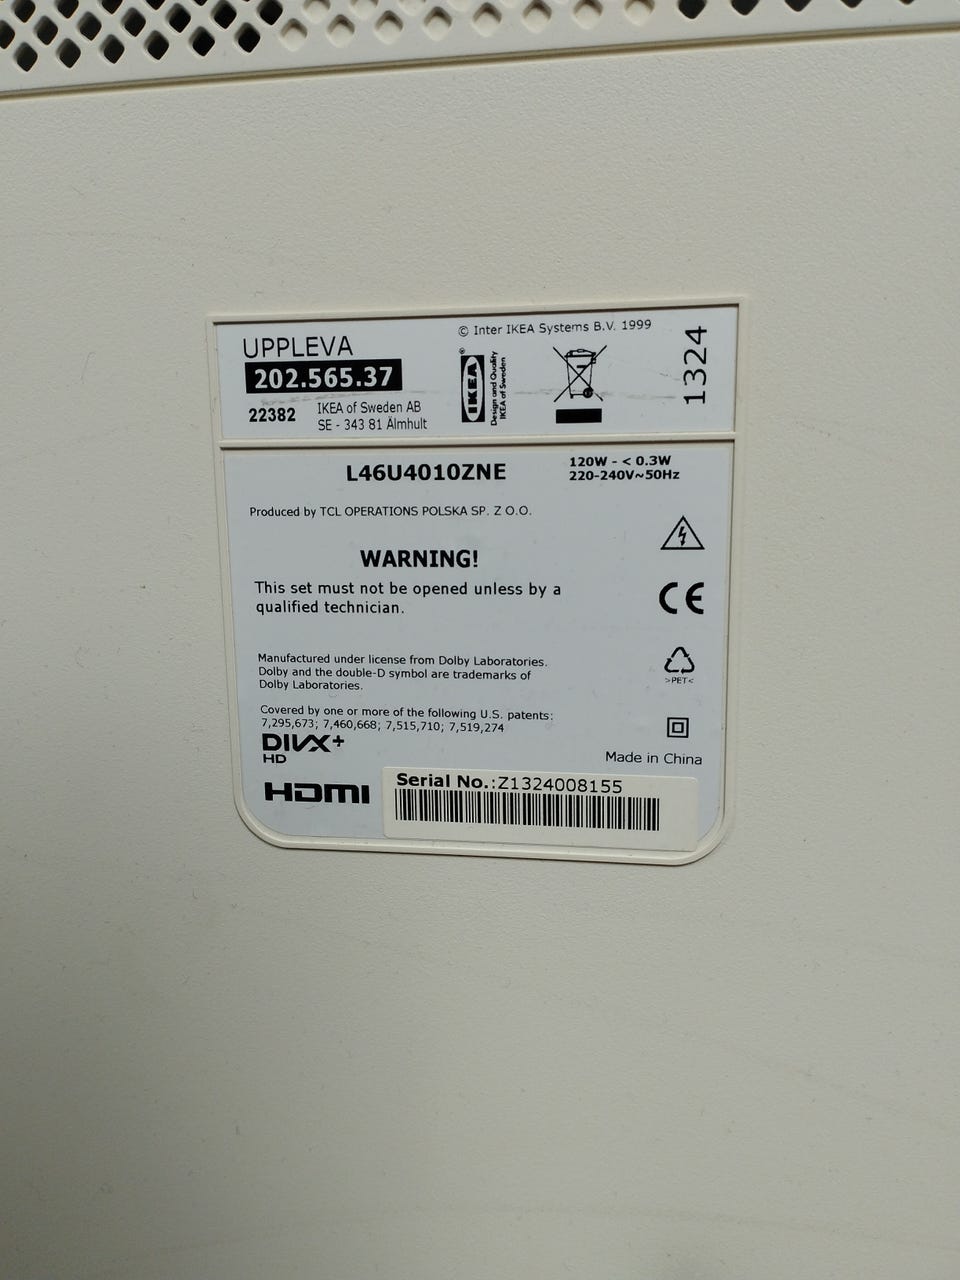 UPPLEVA
202.565.37
22382
IKEA of Sweden AB
SE - 343 81 Älmhult
© Inter IKEA Systems B.V. 1999
IKEA®
Design and Quality
IKEA of Sweden
1324
L46U4010ZNE
120W - < 0.3W
220-240V~50Hz
Produced by TCL OPERATIONS POLSKA SP. Z O.O.
WARNING!
This set must not be opened unless by a
qualified technician.
CE
Manufactured under license from Dolby Laboratories.
Dolby and the double-D symbol are trademarks of
Dolby Laboratories.
>PET<
Covered by one or more of the following U.S. patents:
7,295,673; 7,460,668; 7,515,710; 7,519,274
DIVX+
HD
Made in China
HDMI
Serial No.:Z1324008155